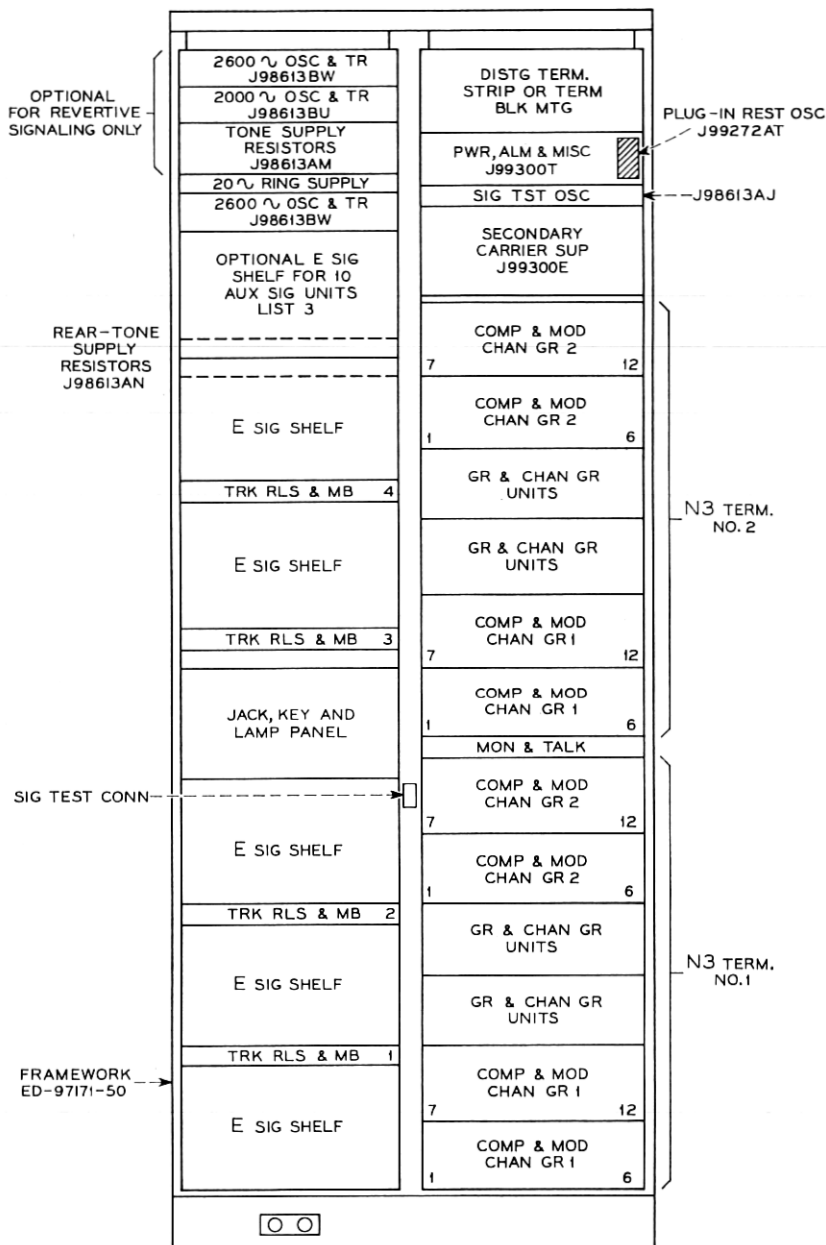 OPTIONAL
FOR REVERTIVE
SIGNALING ONLY
REAR-TONE
SUPPLY
RESISTORS
J98613AN
SIG TEST CONN
FRAMEWORK
ED-97171-50
2600 ∿ OSC & TR
J98613BW
2000 ∿ OSC & TR
J98613BU
TONE SUPPLY
RESISTORS
J98613AM
20 ∿ RING SUPPLY
2600 ∿ OSC & TR
J98613BW
OPTIONAL E SIG
SHELF FOR 10
AUX SIG UNITS
LIST 3
E SIG SHELF
TRK RLS & MB 4
E SIG SHELF
TRK RLS & MB 3
JACK, KEY AND
LAMP PANEL
E SIG SHELF
TRK RLS & MB 2
E SIG SHELF
TRK RLS & MB 1
E SIG SHELF
DISTG TERM.
STRIP OR TERM
BLK MTG
PWR, ALM & MISC
J99300T
SIG TST OSC
SECONDARY
CARRIER SUP
J99300E
COMP & MOD
CHAN GR 2
7 12
COMP & MOD
CHAN GR 2
1 6
GR & CHAN GR
UNITS
GR & CHAN GR
UNITS
COMP & MOD
CHAN GR 1
7 12
COMP & MOD
CHAN GR 1
1 6
MON & TALK
COMP & MOD
CHAN GR 2
7 12
COMP & MOD
CHAN GR 2
1 6
GR & CHAN GR
UNITS
GR & CHAN GR
UNITS
COMP & MOD
CHAN GR 1
7 12
COMP & MOD
CHAN GR 1
1 6
PLUG-IN REST OSC
J99272AT
J98613AJ
N3 TERM.
NO. 2
N3 TERM.
NO. 1